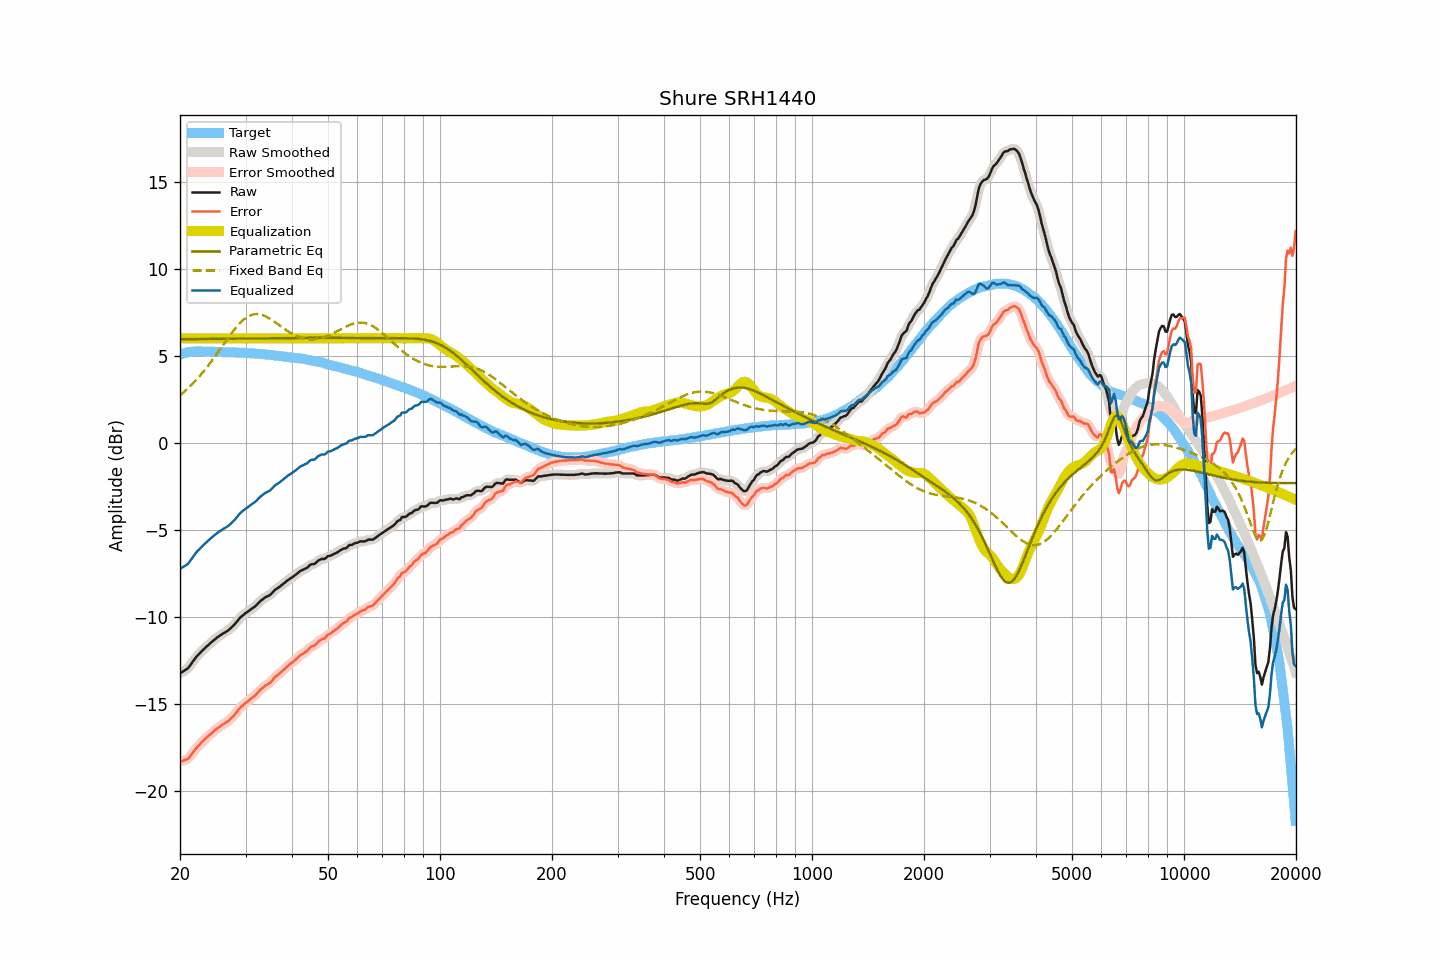 Shure SRH1440
Target
Raw Smoothed
Error Smoothed
Raw
Error
Equalization
Parametric Eq
Fixed Band Eq
Equalized
15
10
5
0
−5
−10
−15
−20
Amplitude (dBr)
20 50 100 200 500 1000 2000 5000 10000 20000
Frequency (Hz)